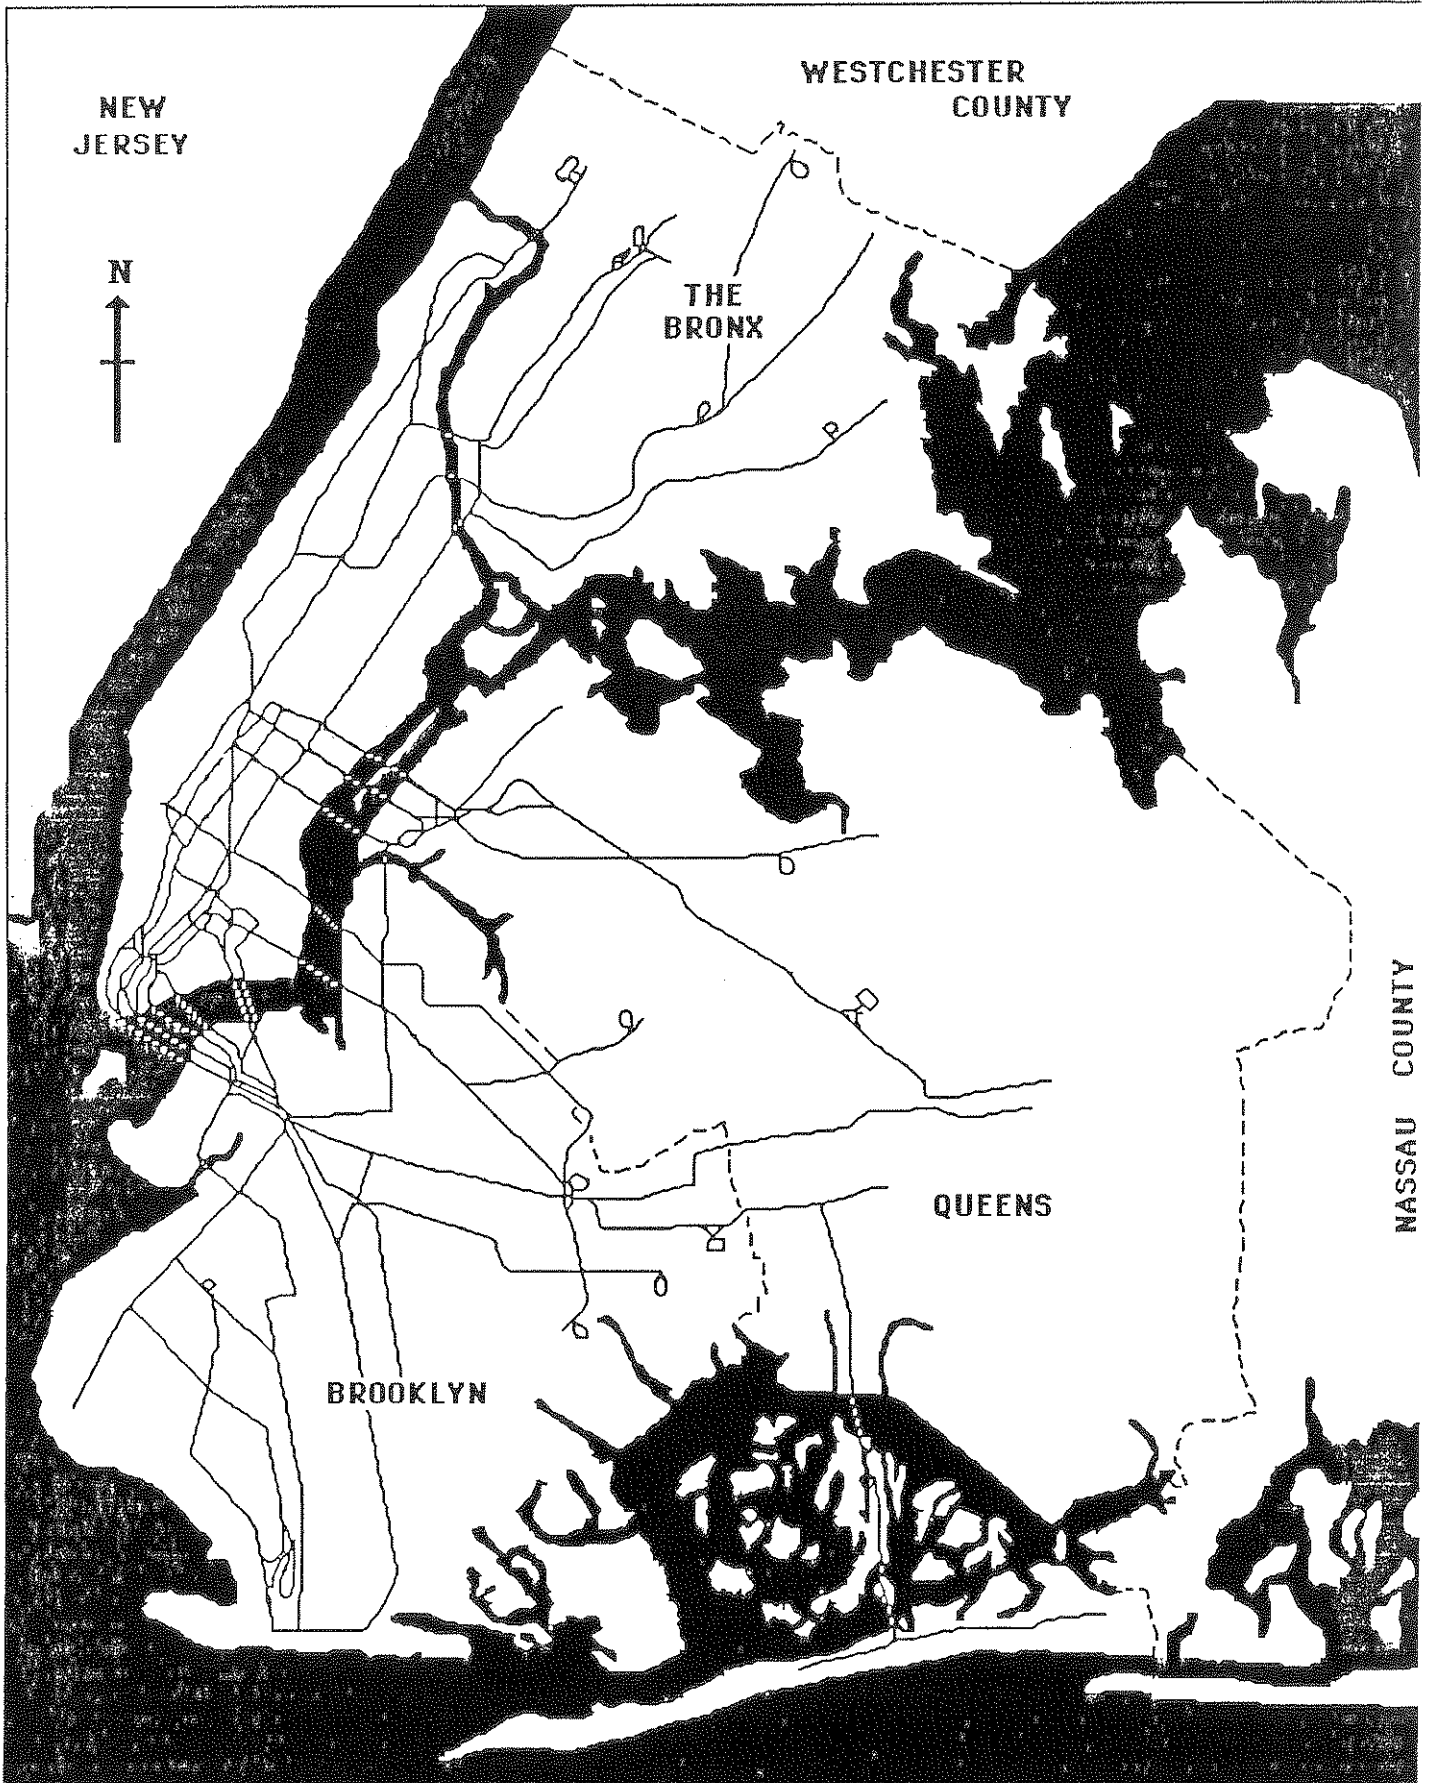 WESTCHESTER
COUNTY
NEW
JERSEY
N
THE
BRONX
NASSAU COUNTY
QUEENS
BROOKLYN